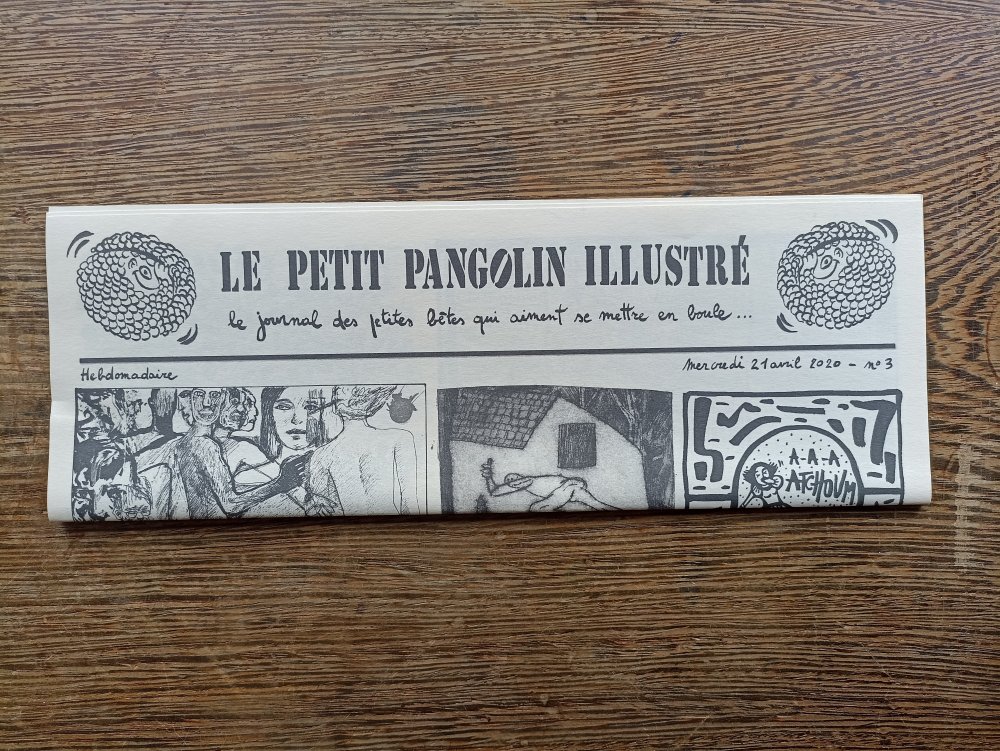 LE PETIT PANGOLIN ILLUSTRÉ
le journal des petites bêtes qui aiment se mettre en boule...
Hebdomadaire
Mercredi 21 avril 2020 - n°3
A-A-A
ATCHOUM